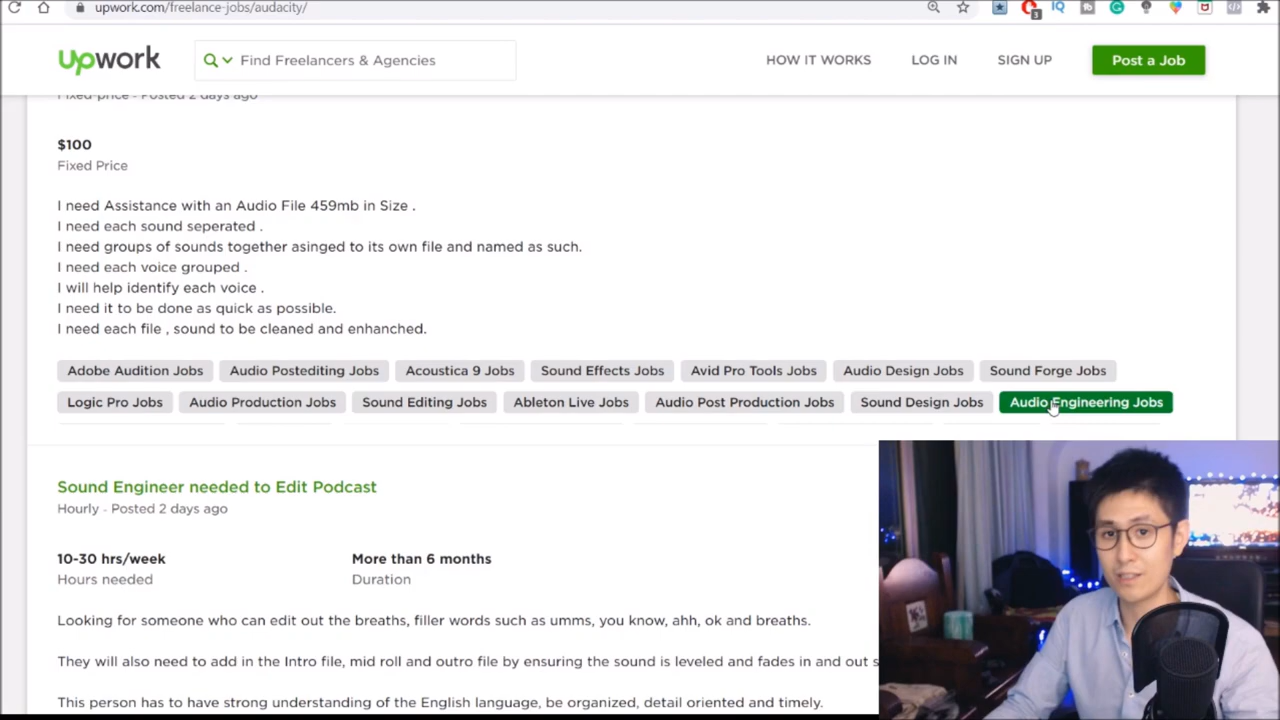 upwork.com/freelance-jobs/audacity/
3
upwork
Find Freelancers & Agencies
HOW IT WORKS
LOG IN
SIGN UP
Post a Job
Fixed-price - Posted 2 days ago
$100
Fixed Price
I need Assistance with an Audio File 459mb in Size .
I need each sound seperated .
I need groups of sounds together asinged to its own file and named as such.
I need each voice grouped .
I will help identify each voice .
I need it to be done as quick as possible.
I need each file , sound to be cleaned and enhanched.
Adobe Audition Jobs Audio Postediting Jobs Acoustica 9 Jobs Sound Effects Jobs Avid Pro Tools Jobs Audio Design Jobs Sound Forge Jobs
Logic Pro Jobs Audio Production Jobs Sound Editing Jobs Ableton Live Jobs Audio Post Production Jobs Sound Design Jobs Audio Engineering Jobs
Sound Engineer needed to Edit Podcast
Hourly - Posted 2 days ago
10-30 hrs/week More than 6 months
Hours needed Duration
Looking for someone who can edit out the breaths, filler words such as umms, you know, ahh, ok and breaths.
They will also need to add in the Intro file, mid roll and outro file by ensuring the sound is leveled and fades in and out s
This person has to have strong understanding of the English language, be organized, detail oriented and timely.